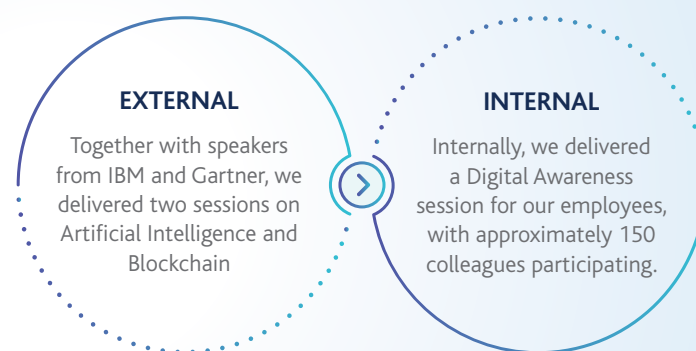 EXTERNAL
Together with speakers
from IBM and Gartner, we
delivered two sessions on
Artificial Intelligence and
Blockchain
INTERNAL
Internally, we delivered
a Digital Awareness
session for our employees,
with approximately 150
colleagues participating.